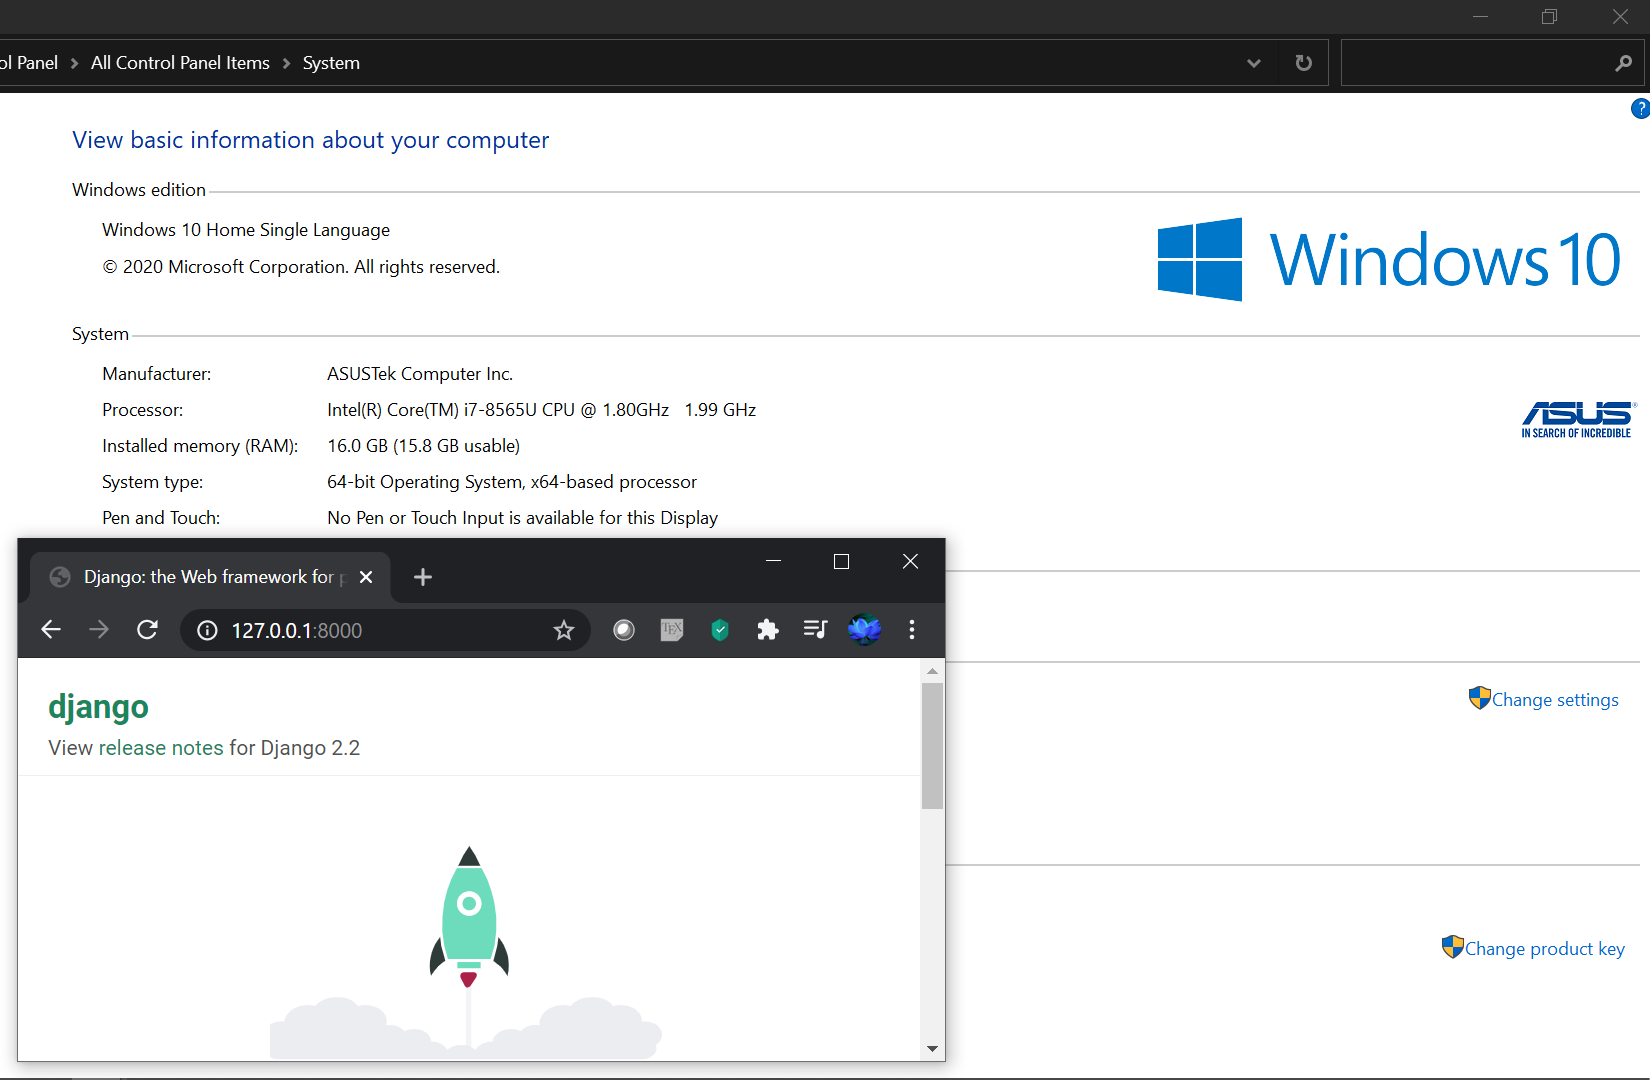 ol Panel > All Control Panel Items > System
?
View basic information about your computer
Windows edition
Windows 10 Home Single Language
© 2020 Microsoft Corporation. All rights reserved.
Windows 10
System
Manufacturer: ASUSTek Computer Inc.
Processor: Intel(R) Core(TM) i7-8565U CPU @ 1.80GHz 1.99 GHz
ASUS®
IN SEARCH OF INCREDIBLE
Installed memory (RAM): 16.0 GB (15.8 GB usable)
System type: 64-bit Operating System, x64-based processor
Pen and Touch: No Pen or Touch Input is available for this Display
Django: the Web framework for p
127.0.0.1:8000
TEX
django
View release notes for Django 2.2
Change settings
Change product key